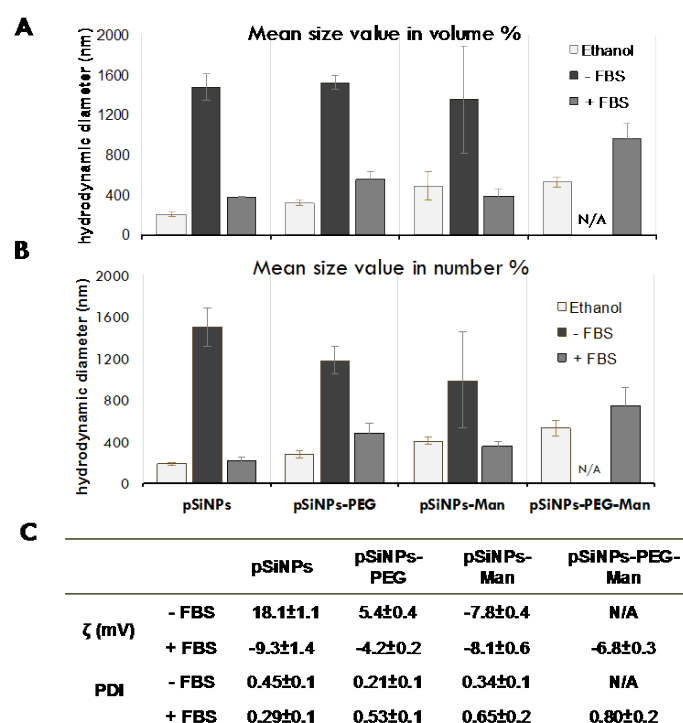 A
Mean size value in volume %
hydrodynamic diameter (nm)
2000
1600
1200
800
400
0
Ethanol
- FBS
+ FBS
N/A
B
Mean size value in number %
hydrodynamic diameter (nm)
2000
1600
1200
800
400
0
Ethanol
- FBS
+ FBS
N/A
pSiNPs pSiNPs-PEG pSiNPs-Man pSiNPs-PEG-Man
C
pSiNPs pSiNPs-PEG pSiNPs-Man pSiNPs-PEG-Man
ζ (mV) - FBS 18.1±1.1 5.4±0.4 -7.8±0.4 N/A
+ FBS -9.3±1.4 -4.2±0.2 -8.1±0.6 -6.8±0.3
PDI - FBS 0.45±0.1 0.21±0.1 0.34±0.1 N/A
+ FBS 0.29±0.1 0.53±0.1 0.65±0.2 0.80±0.2